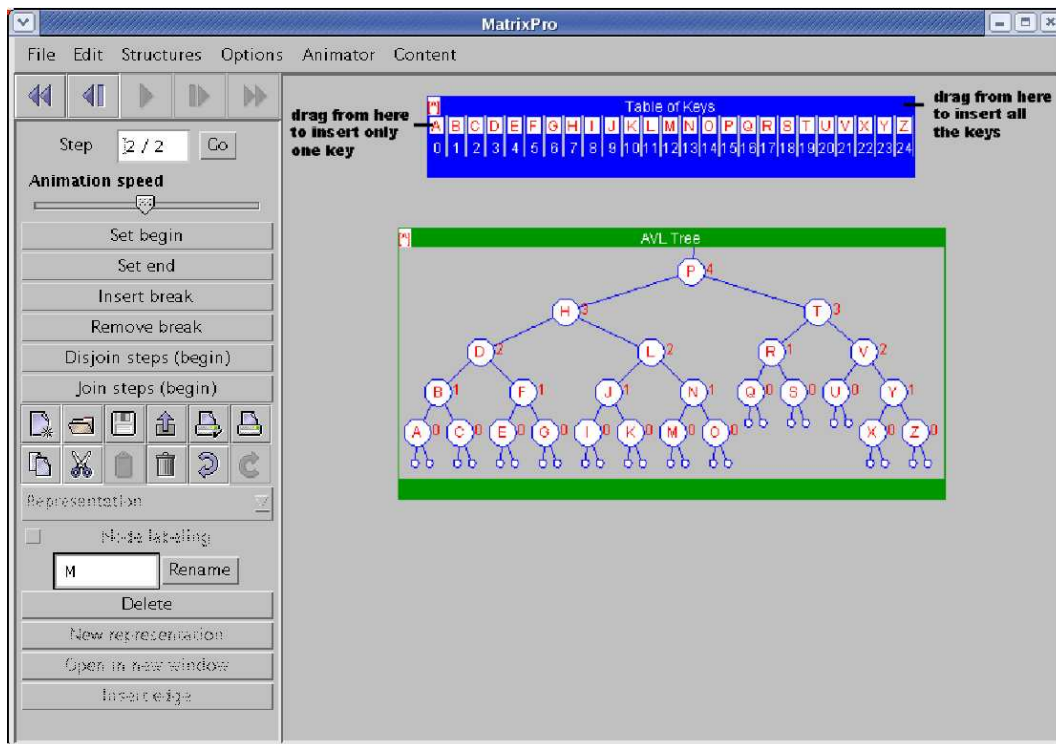 MatrixPro
File Edit Structures Options Animator Content
Step 2 / 2 Go
Animation speed
Set begin
Set end
Insert break
Remove break
Disjoin steps (begin)
Join steps (begin)
Representation
Node labeling
M Rename
Delete
New representation
Open in new window
Insert edge
drag from here
to insert only
one key
[*] Table of Keys
A B C D E F G H I J K L M N O P Q R S T U V X Y Z
0 1 2 3 4 5 6 7 8 9 10 11 12 13 14 15 16 17 18 19 20 21 22 23 24
drag from here
to insert all
the keys
[*] AVL Tree
P 4
H 3 T 3
D 2 L 2 R 1 V 2
B 1 F 1 J 1 N 1 Q 0 S 0 U 0 Y 1
A 0 C 0 E 0 G 0 I 0 K 0 M 0 O 0 X 0 Z 0